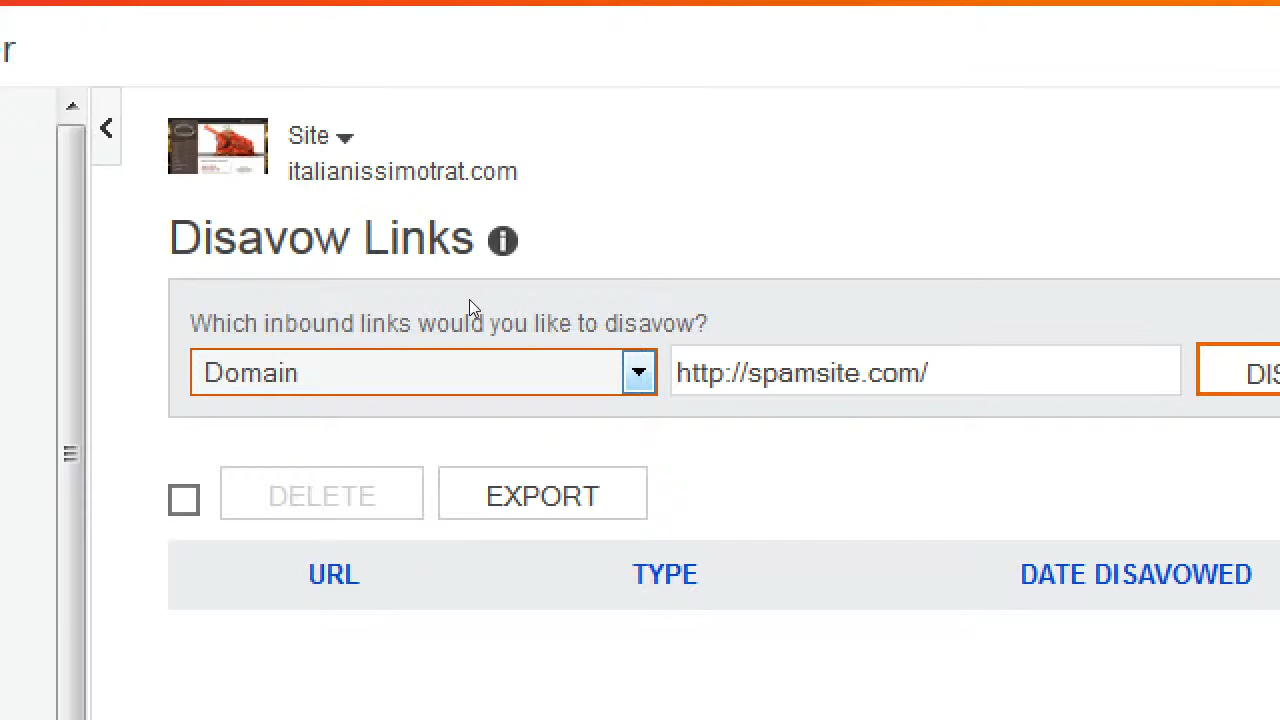 r
Site
italianissimotrat.com
Disavow Links
Which inbound links would you like to disavow?
Domain http://spamsite.com/ DIS
DELETE EXPORT
URL TYPE DATE DISAVOWED